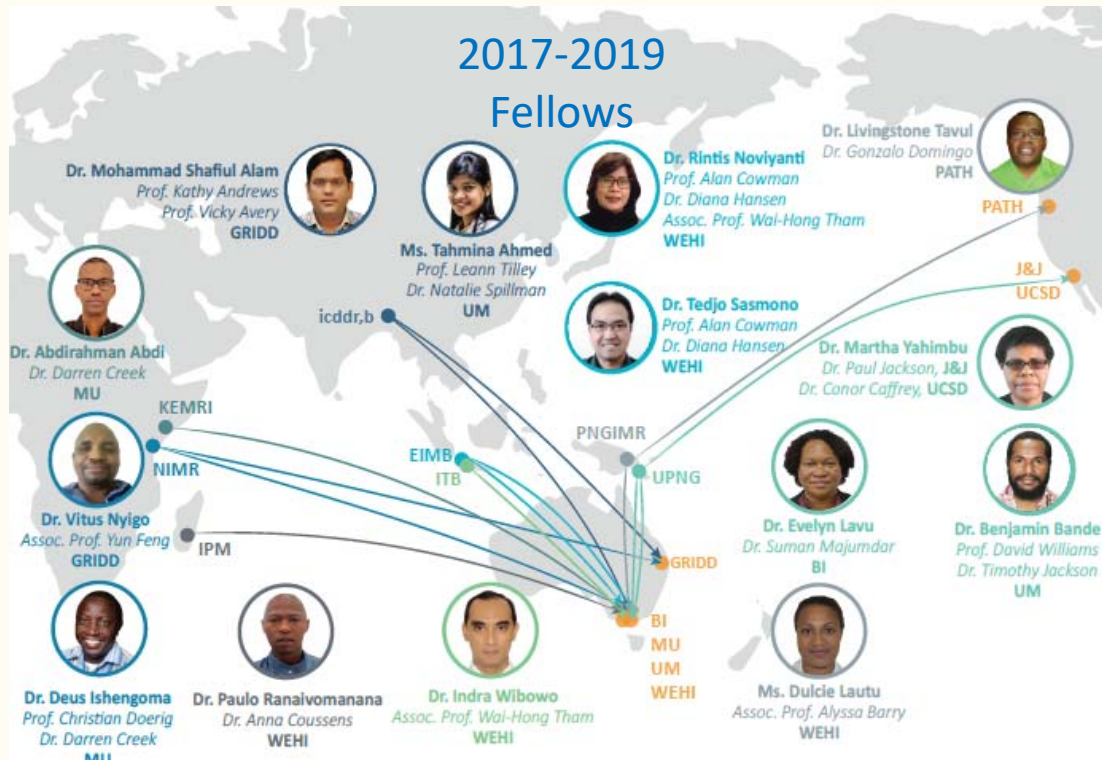 2017-2019
Fellows
Dr. Mohammad Shafiul Alam
Prof. Kathy Andrews
Prof. Vicky Avery
GRIDD
Ms. Tahmina Ahmed
Prof. Leann Tilley
Dr. Natalie Spillman
UM
Dr. Rintis Noviyanti
Prof. Alan Cowman
Dr. Diana Hansen
Assoc. Prof. Wai-Hong Tham
WEHI
Dr. Livingstone Tavul
Dr. Gonzalo Domingo
PATH
PATH
J&J
UCSD
Dr. Abdirahman Abdi
Dr. Darren Creek
MU
icddr,b
Dr. Tedjo Sasmono
Prof. Alan Cowman
Dr. Diana Hansen
WEHI
Dr. Martha Yahimbu
Dr. Paul Jackson, J&J
Dr. Conor Caffrey, UCSD
KEMRI
NIMR
EIMB
ITB
PNGIMR
UPNG
Dr. Vitus Nyigo
Assoc. Prof. Yun Feng
GRIDD
IPM
GRIDD
Dr. Evelyn Lavu
Dr. Suman Majumdar
BI
Dr. Benjamin Bande
Prof. David Williams
Dr. Timothy Jackson
UM
BI
MU
UM
WEHI
Dr. Deus Ishengoma
Prof. Christian Doerig
Dr. Darren Creek
MU
Dr. Paulo Ranaivomanana
Dr. Anna Coussens
WEHI
Dr. Indra Wibowo
Assoc. Prof. Wai-Hong Tham
WEHI
Ms. Dulcie Lautu
Assoc. Prof. Alyssa Barry
WEHI